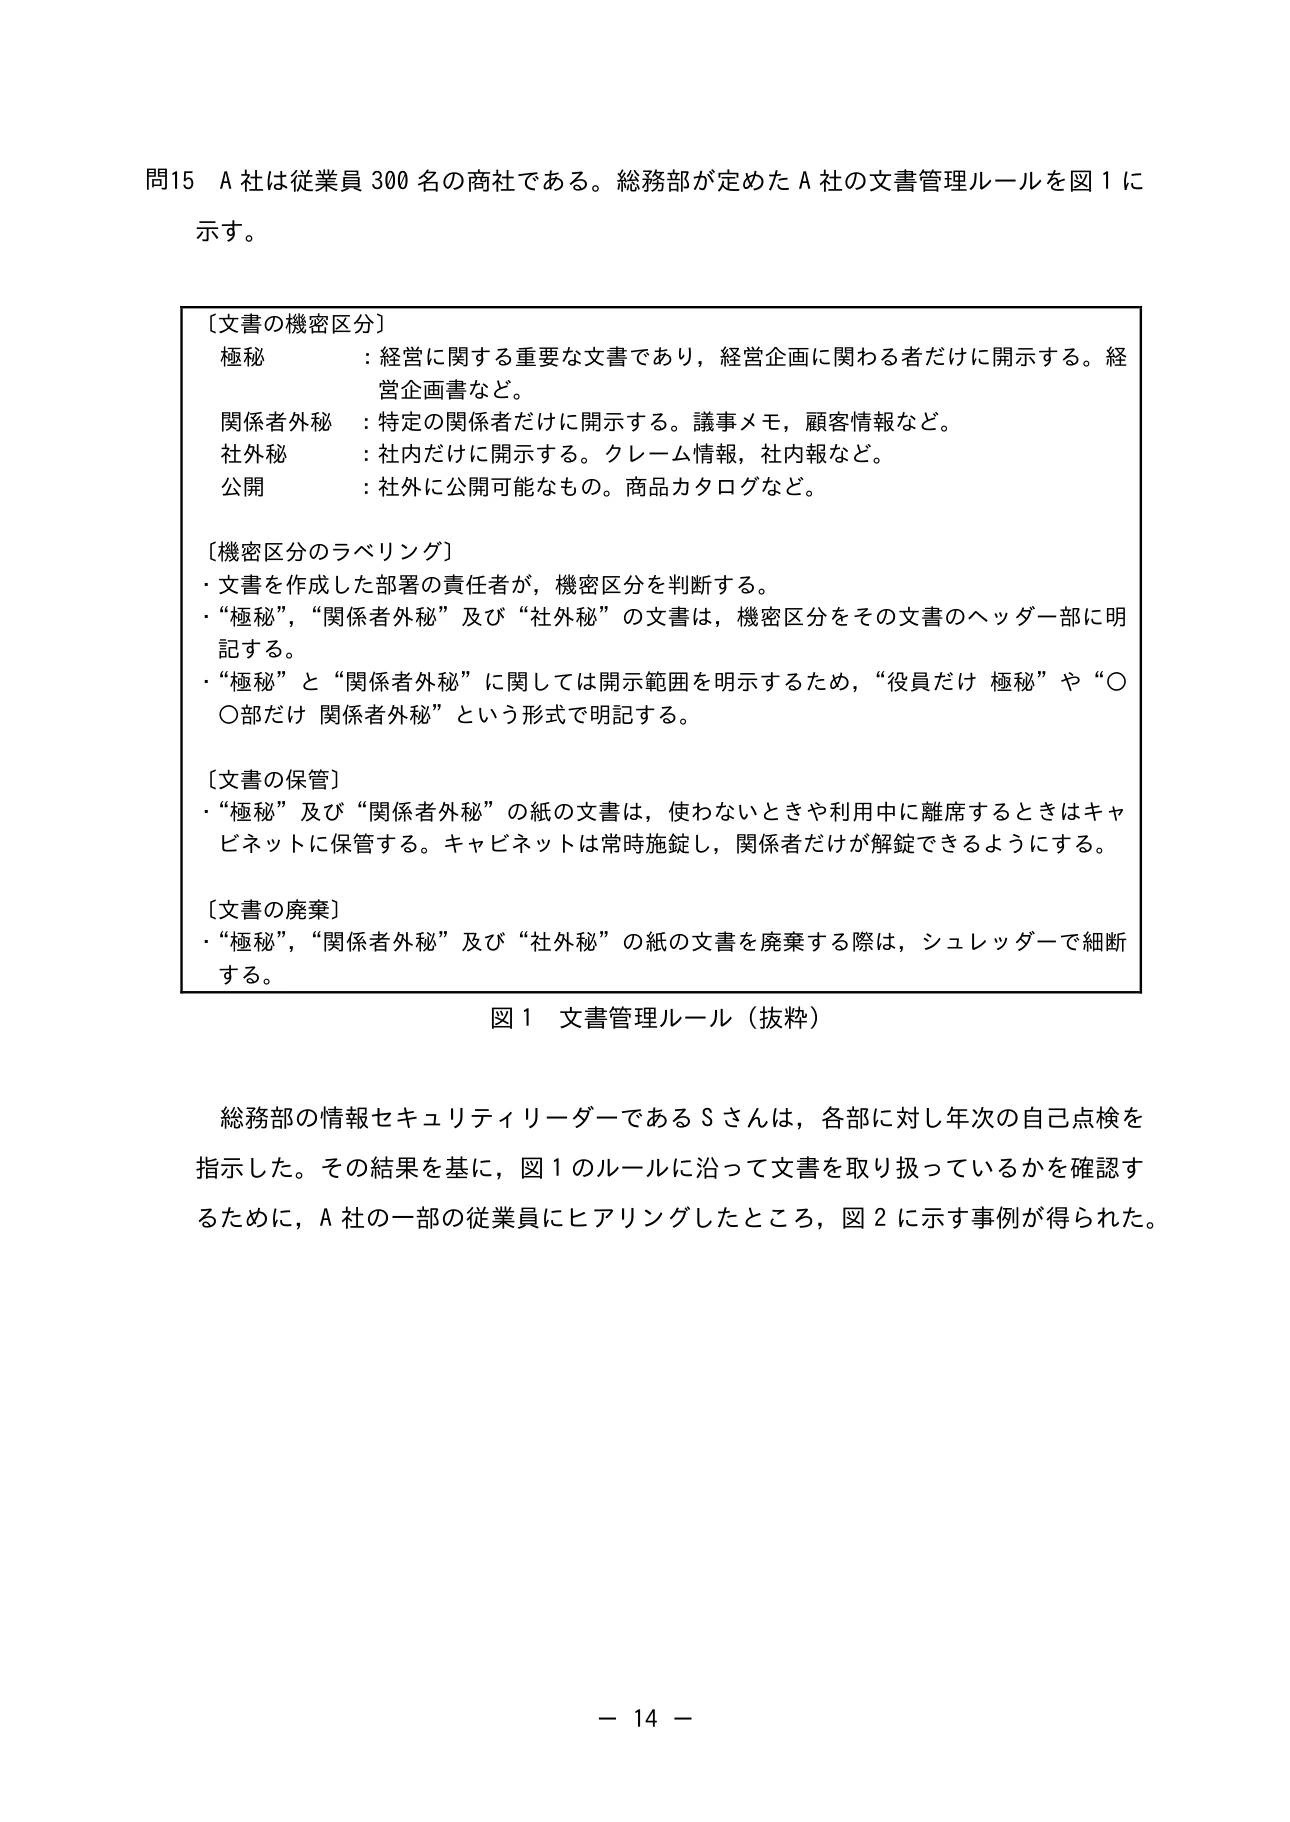 問15 A 社は従業員 300 名の商社である。総務部が定めた A 社の文書管理ルールを図 1 に
示す。
〔文書の機密区分〕
極秘 : 経営に関する重要な文書であり，経営企画に関わる者だけに開示する。経
営企画書など。
関係者外秘 : 特定の関係者だけに開示する。議事メモ，顧客情報など。
社外秘 : 社内だけに開示する。クレーム情報，社内報など。
公開 : 社外に公開可能なもの。商品カタログなど。
〔機密区分のラベリング〕
・文書を作成した部署の責任者が，機密区分を判断する。
・“極秘”，“関係者外秘”及び“社外秘”の文書は，機密区分をその文書のヘッダー部に明
記する。
・“極秘”と“関係者外秘”に関しては開示範囲を明示するため，“役員だけ 極秘”や“〇
〇部だけ 関係者外秘”という形式で明記する。
〔文書の保管〕
・“極秘”及び“関係者外秘”の紙の文書は，使わないときや利用中に離席するときはキャ
ビネットに保管する。キャビネットは常時施錠し，関係者だけが解錠できるようにする。
〔文書の廃棄〕
・“極秘”，“関係者外秘”及び“社外秘”の紙の文書を廃棄する際は，シュレッダーで細断
する。
図 1 文書管理ルール（抜粋）
総務部の情報セキュリティリーダーである S さんは，各部に対し年次の自己点検を
指示した。その結果を基に，図 1 のルールに沿って文書を取り扱っているかを確認す
るために，A 社の一部の従業員にヒアリングしたところ，図 2 に示す事例が得られた。
－ 14 －